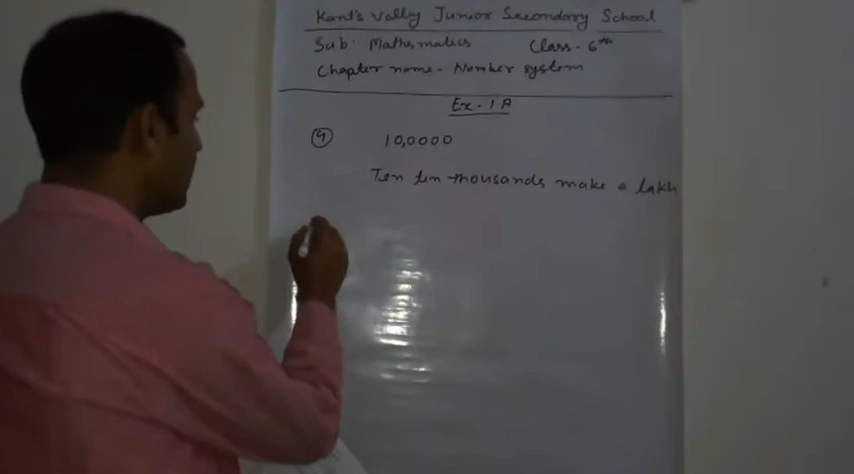 Kant's Valley Junior Secondary School
Sub: Mathematics Class - 6th
Chapter name - Number system
Ex - 1A
9 10,0000
Ten ten thousands make a lakh